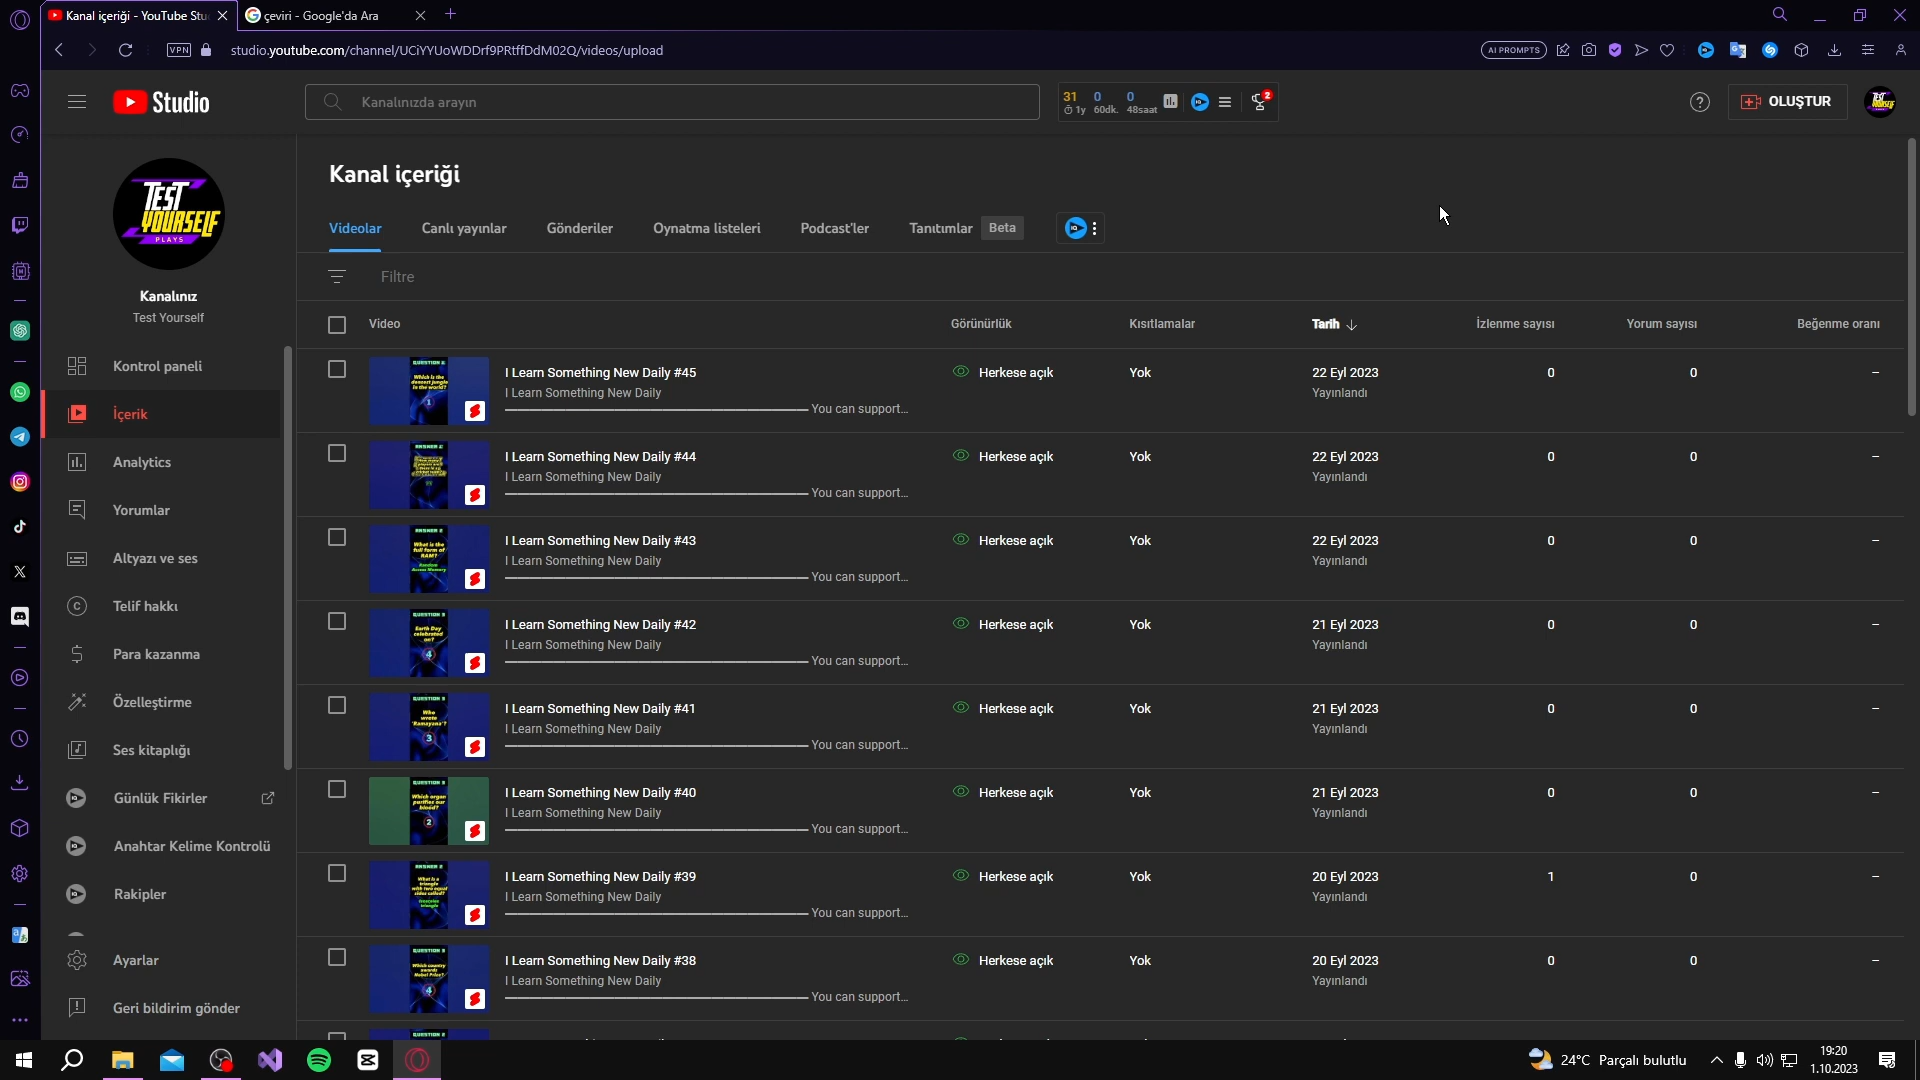 Kanal içeriği - YouTube Stu
çeviri - Google'da Ara
VPN
studio.youtube.com/channel/UCiYYUoWDDrf9PRtffDdM02Q/videos/upload
AI PROMPTS
Studio
Kanalınızda arayın
31 0 0
1y 60dk. 48saat
2
OLUŞTUR
TEST YOURSELF PLAYS
Kanalınız
Test Yourself
Kontrol paneli
İçerik
Analytics
Yorumlar
Altyazı ve ses
Telif hakkı
Para kazanma
Özelleştirme
Ses kitaplığı
Günlük Fikirler
Anahtar Kelime Kontrolü
Rakipler
Ayarlar
Geri bildirim gönder
Kanal içeriği
Videolar Canlı yayınlar Gönderiler Oynatma listeleri Podcast'ler Tanıtımlar Beta
Filtre
Video Görünürlük Kısıtlamalar Tarih İzlenme sayısı Yorum sayısı Beğenme oranı
I Learn Something New Daily #45 Herkese açık Yok 22 Eyl 2023 0 0 –
I Learn Something New Daily Yayınlandı
You can support...
I Learn Something New Daily #44 Herkese açık Yok 22 Eyl 2023 0 0 –
I Learn Something New Daily Yayınlandı
You can support...
I Learn Something New Daily #43 Herkese açık Yok 22 Eyl 2023 0 0 –
I Learn Something New Daily Yayınlandı
You can support...
I Learn Something New Daily #42 Herkese açık Yok 21 Eyl 2023 0 0 –
I Learn Something New Daily Yayınlandı
You can support...
I Learn Something New Daily #41 Herkese açık Yok 21 Eyl 2023 0 0 –
I Learn Something New Daily Yayınlandı
You can support...
I Learn Something New Daily #40 Herkese açık Yok 21 Eyl 2023 0 0 –
I Learn Something New Daily Yayınlandı
You can support...
I Learn Something New Daily #39 Herkese açık Yok 20 Eyl 2023 1 0 –
I Learn Something New Daily Yayınlandı
You can support...
I Learn Something New Daily #38 Herkese açık Yok 20 Eyl 2023 0 0 –
I Learn Something New Daily Yayınlandı
You can support...
24°C Parçalı bulutlu
19:20
1.10.2023